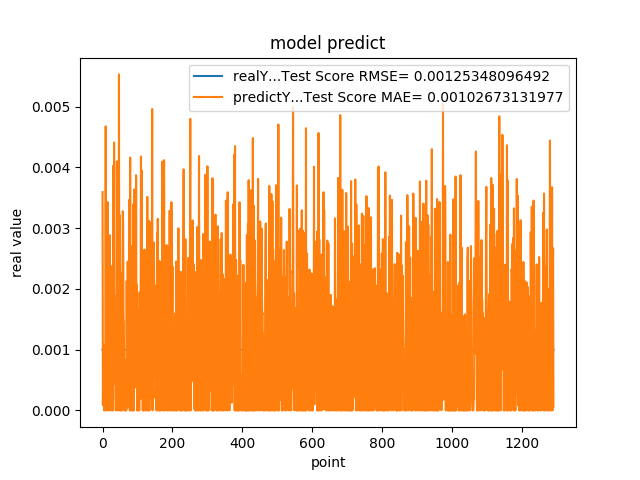 model predict
realY...Test Score RMSE= 0.00125348096492
predictY...Test Score MAE= 0.00102673131977
real value
0.005
0.004
0.003
0.002
0.001
0.000
0 200 400 600 800 1000 1200
point